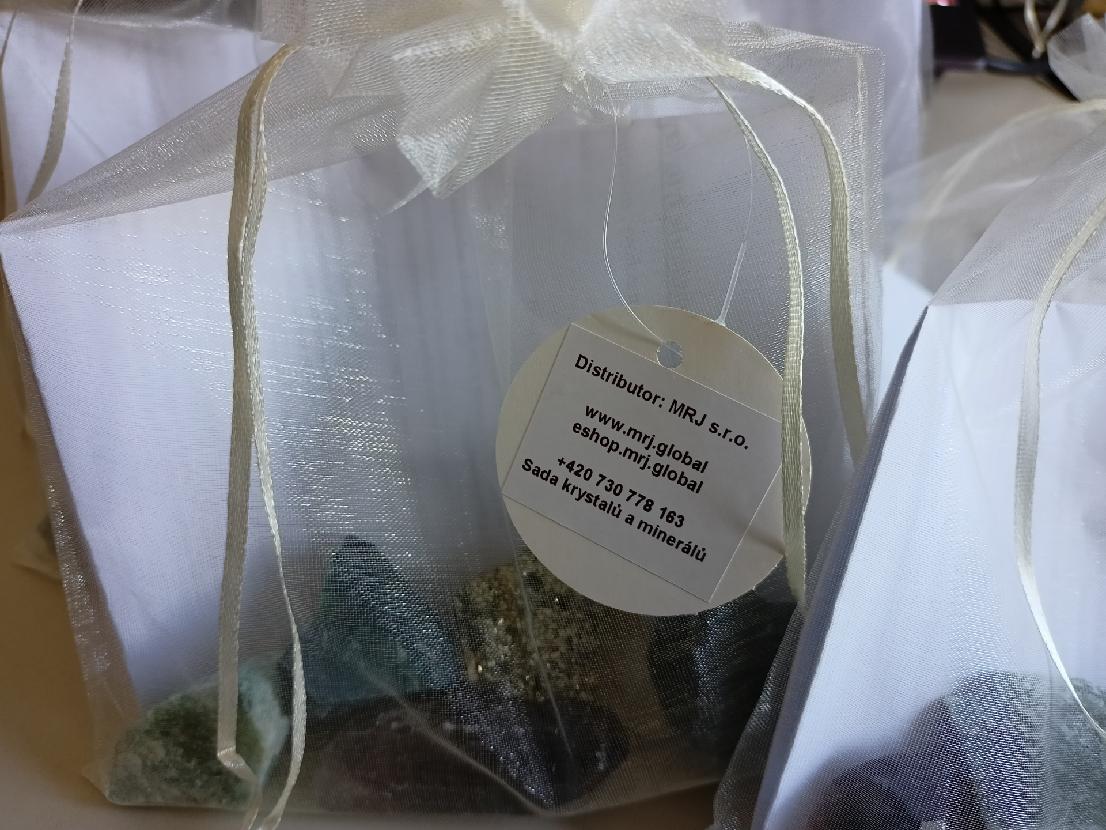 Distributor: MRJ s.r.o.
www.mrj.global
eshop.mrj.global
+420 730 778 163
Sada krystalů a minerálů